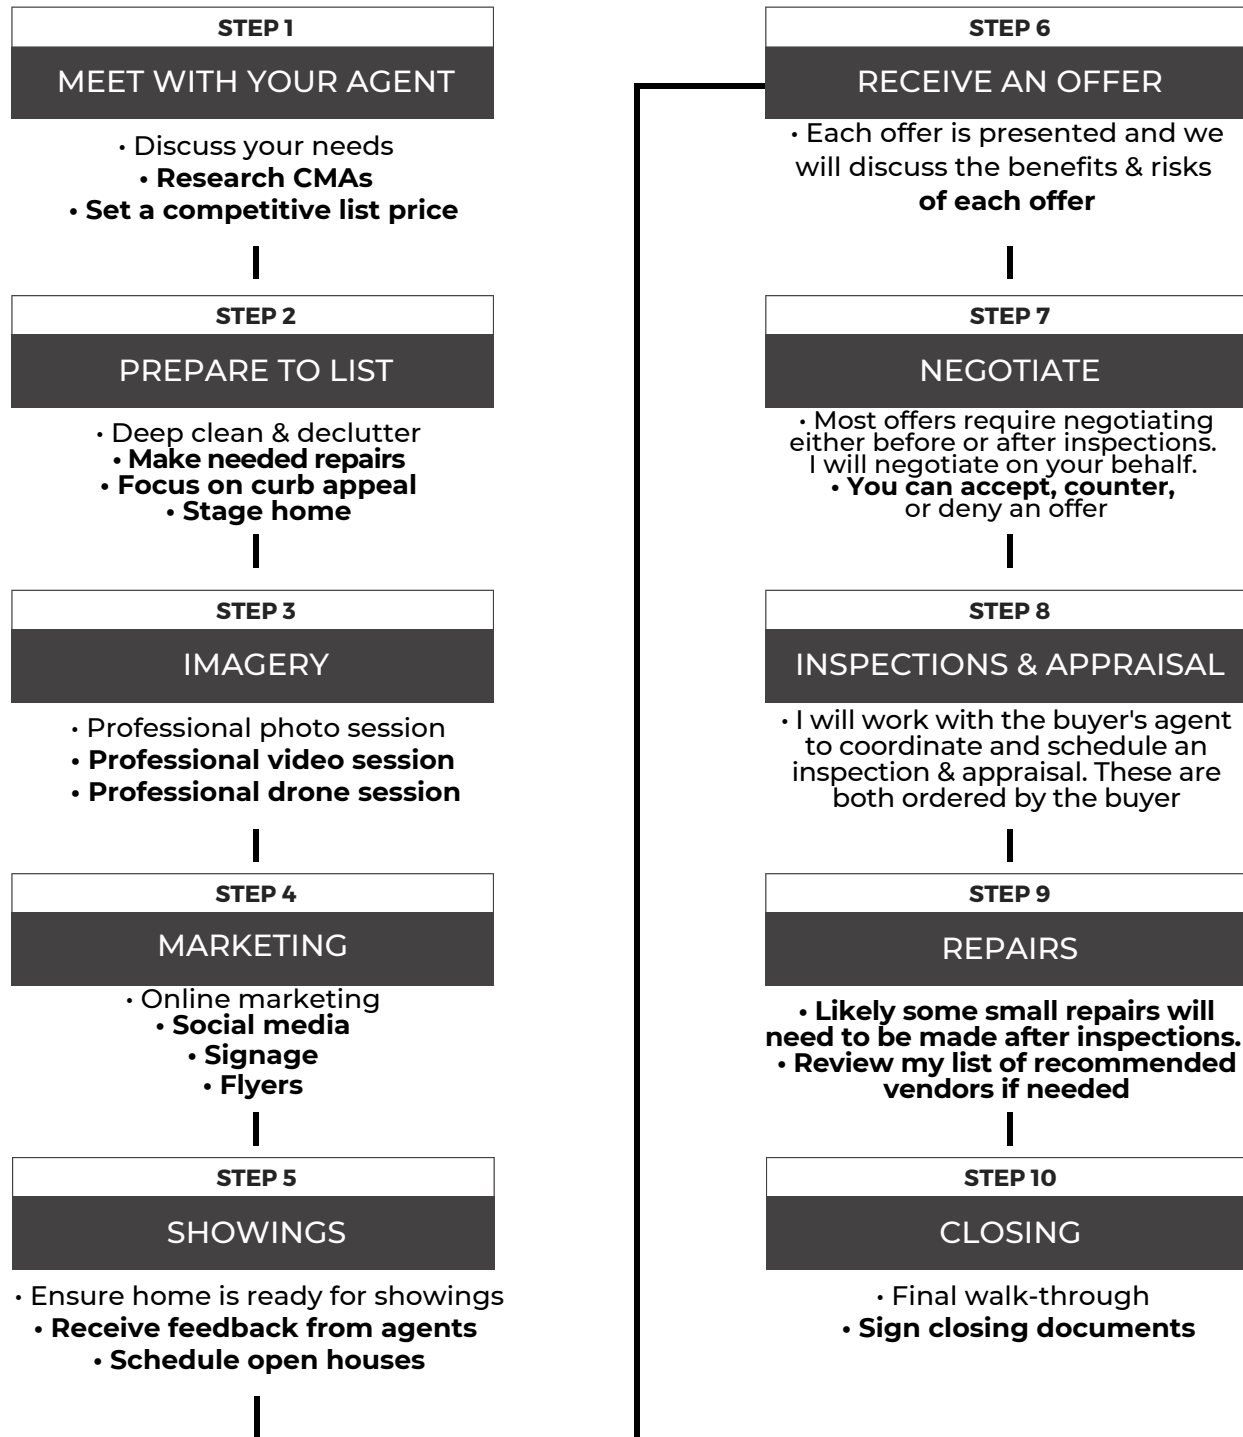 STEP 1
MEET WITH YOUR AGENT
• Discuss your needs
• Research CMAs
• Set a competitive list price
STEP 2
PREPARE TO LIST
• Deep clean & declutter
• Make needed repairs
• Focus on curb appeal
• Stage home
STEP 3
IMAGERY
• Professional photo session
• Professional video session
• Professional drone session
STEP 4
MARKETING
• Online marketing
• Social media
• Signage
• Flyers
STEP 5
SHOWINGS
• Ensure home is ready for showings
• Receive feedback from agents
• Schedule open houses
STEP 6
RECEIVE AN OFFER
• Each offer is presented and we
will discuss the benefits & risks
of each offer
STEP 7
NEGOTIATE
• Most offers require negotiating
either before or after inspections.
I will negotiate on your behalf.
• You can accept, counter,
or deny an offer
STEP 8
INSPECTIONS & APPRAISAL
• I will work with the buyer's agent
to coordinate and schedule an
inspection & appraisal. These are
both ordered by the buyer
STEP 9
REPAIRS
• Likely some small repairs will
need to be made after inspections.
• Review my list of recommended
vendors if needed
STEP 10
CLOSING
• Final walk-through
• Sign closing documents